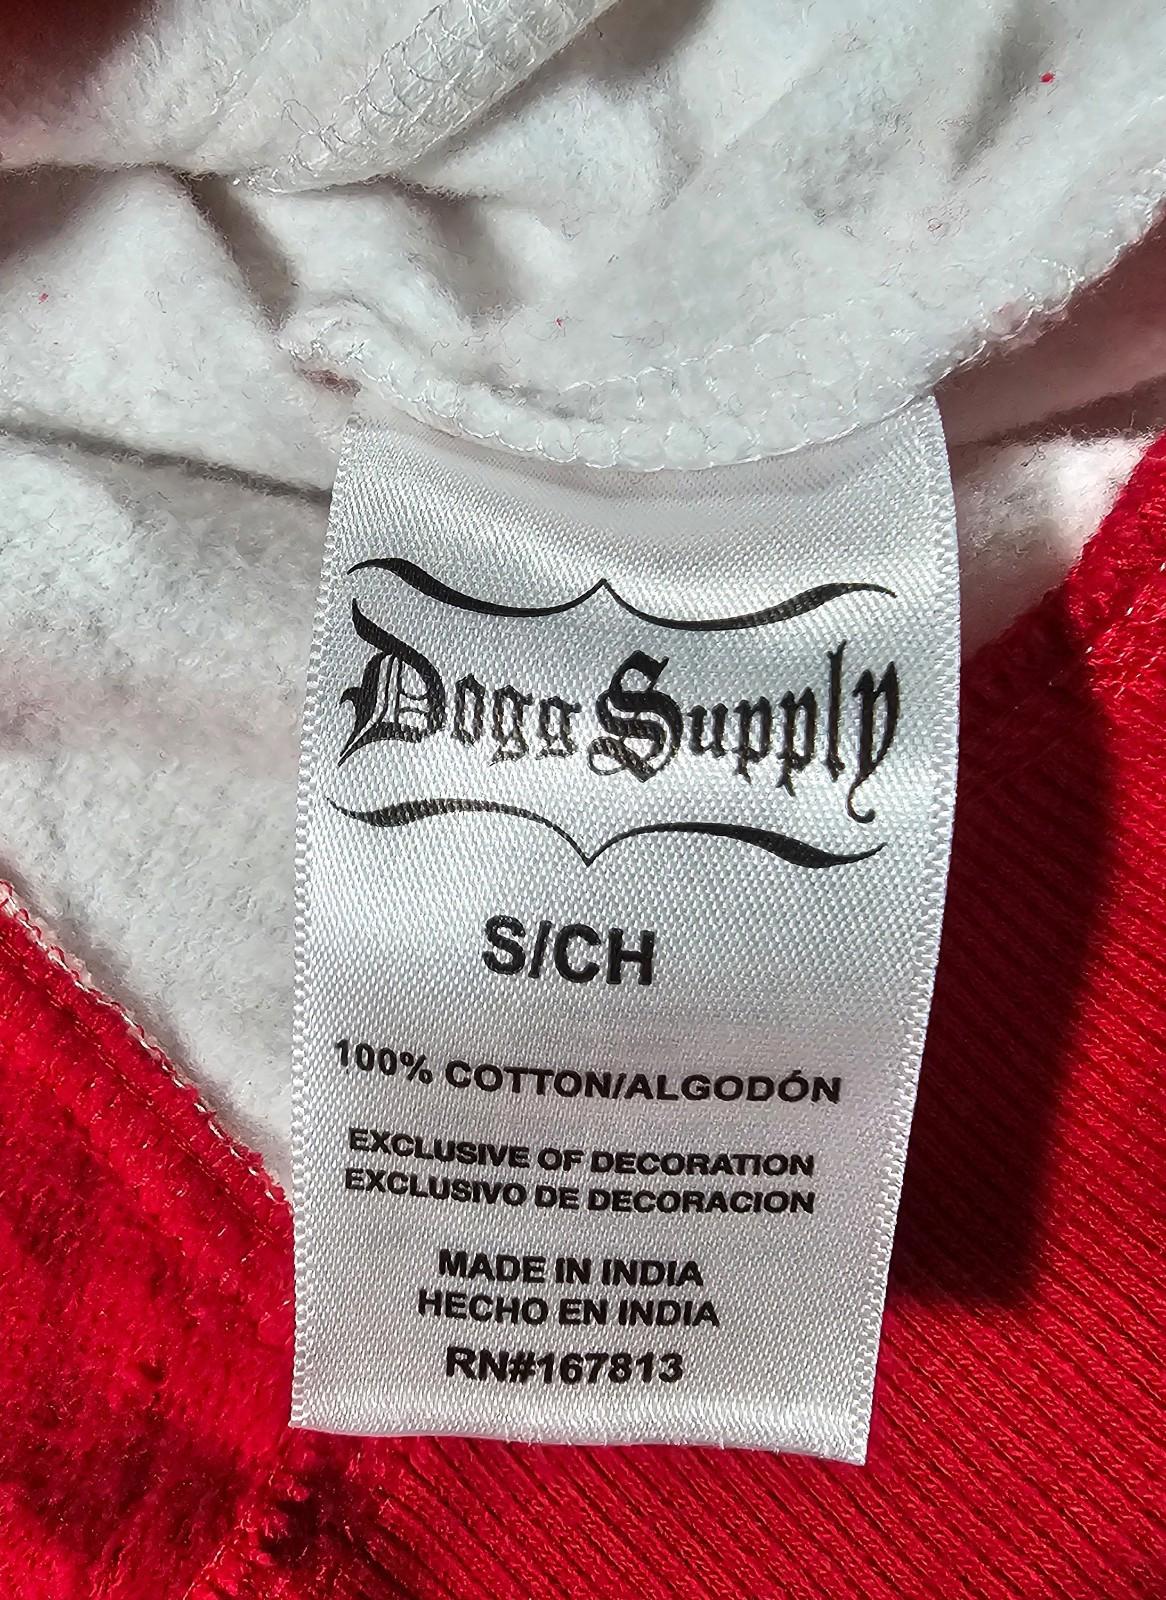 Dogg Supply
S/CH
100% COTTON/ALGODÓN
EXCLUSIVE OF DECORATION
EXCLUSIVO DE DECORACION
MADE IN INDIA
HECHO EN INDIA
RN#167813